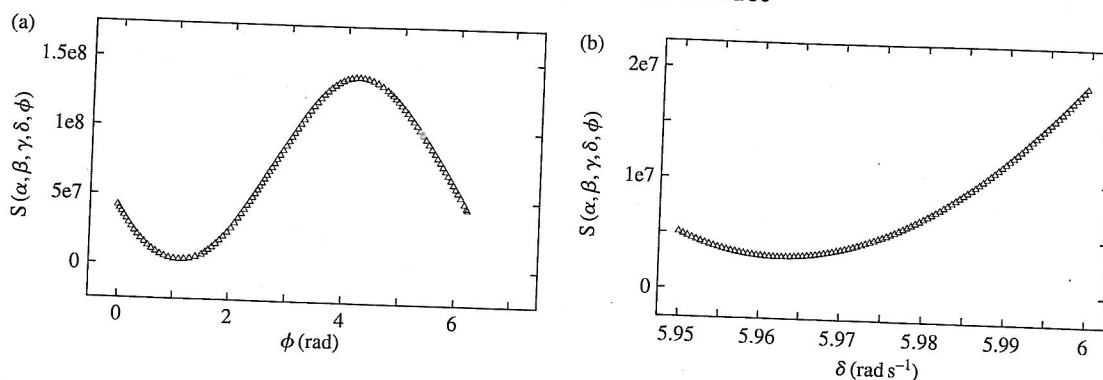 (a)
1.5e8
1e8
5e7
0
S (α, β, γ, δ, ϕ)
0 2 4 6
ϕ (rad)
(b)
2e7
1e7
0
S (α, β, γ, δ, ϕ)
5.95 5.96 5.97 5.98 5.99 6
δ (rad s⁻¹)